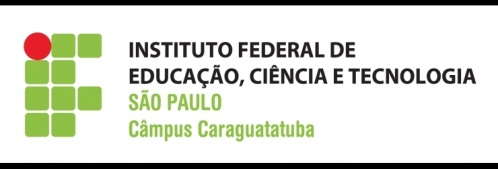 INSTITUTO FEDERAL DE
EDUCAÇÃO, CIÊNCIA E TECNOLOGIA
SÃO PAULO
Câmpus Caraguatatuba